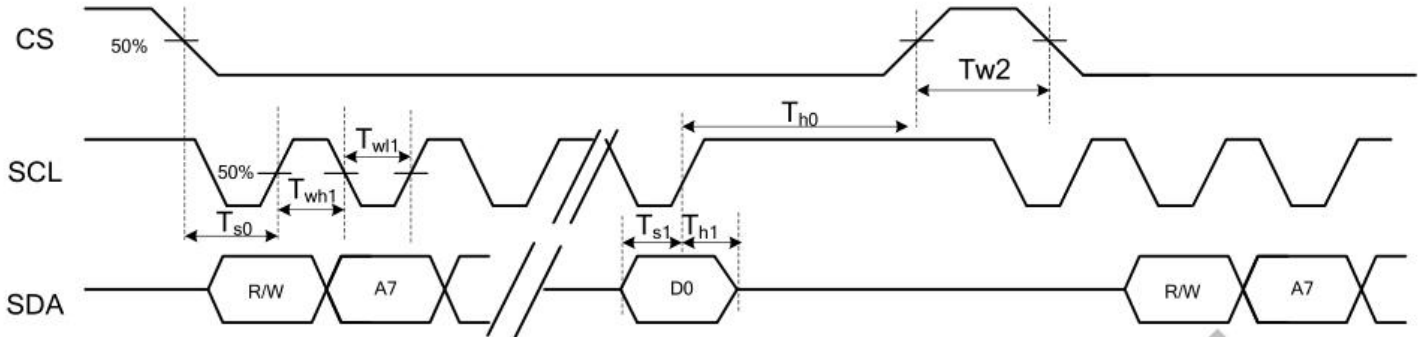 CS
50%
Tw2
T_h0
SCL
50%
T_wl1
T_wh1
T_s0
T_s1
T_h1
SDA
R/W
A7
D0
R/W
A7